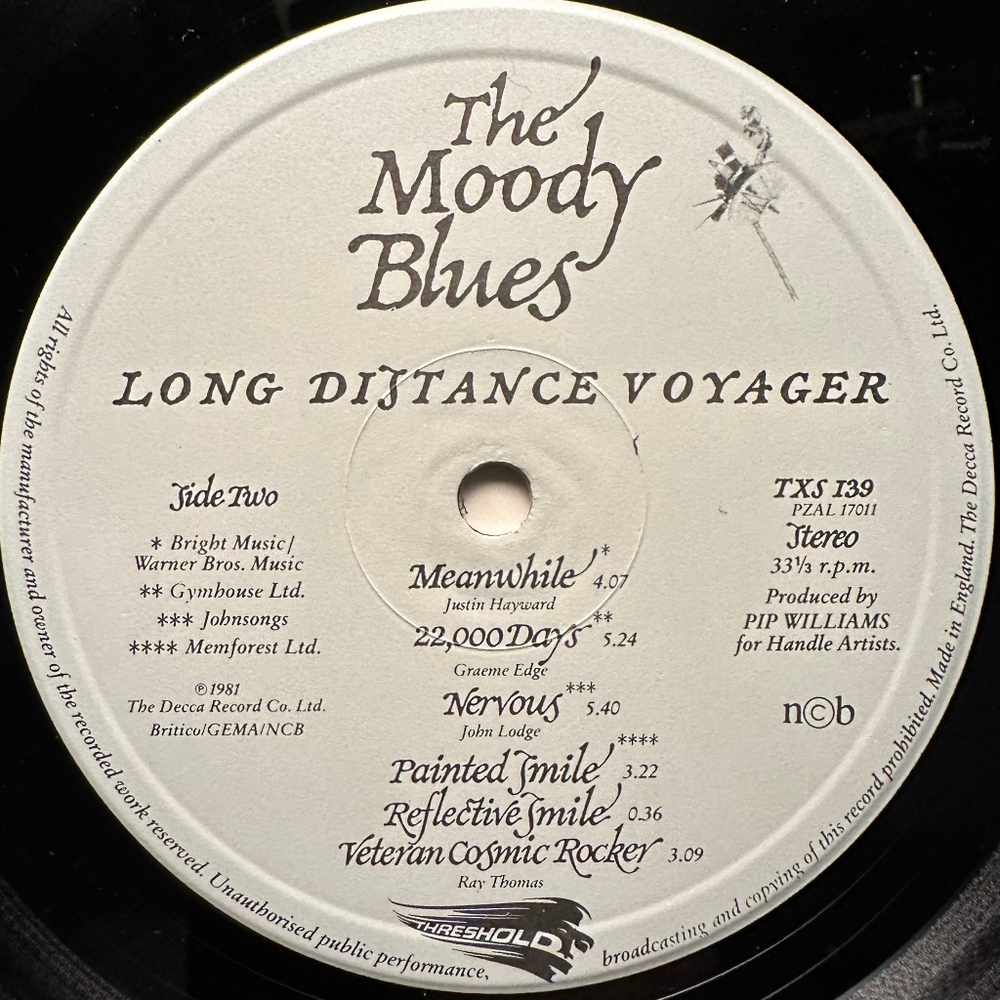 The
Moody
Blues
LONG DISTANCE VOYAGER
Side Two
* Bright Music/
Warner Bros. Music
** Gymhouse Ltd.
*** Johnsongs
**** Memforest Ltd.
℗1981
The Decca Record Co. Ltd.
Britico/GEMA/NCB
Meanwhile * 4.07
Justin Hayward
22,000 Days ** 5.24
Graeme Edge
Nervous *** 5.40
John Lodge
****
Painted Smile 3.22
Reflective Smile 0.36
Veteran Cosmic Rocker 3.09
Ray Thomas
TXS 139
PZAL 17011
Stereo
33⅓ r.p.m.
Produced by
PIP WILLIAMS
for Handle Artists.
n©b
THRESHOLD
All rights of the manufacturer and owner of the recorded work reserved. Unauthorised public performance, broadcasting and copying of this record prohibited. Made in England. The Decca Record Co. Ltd.